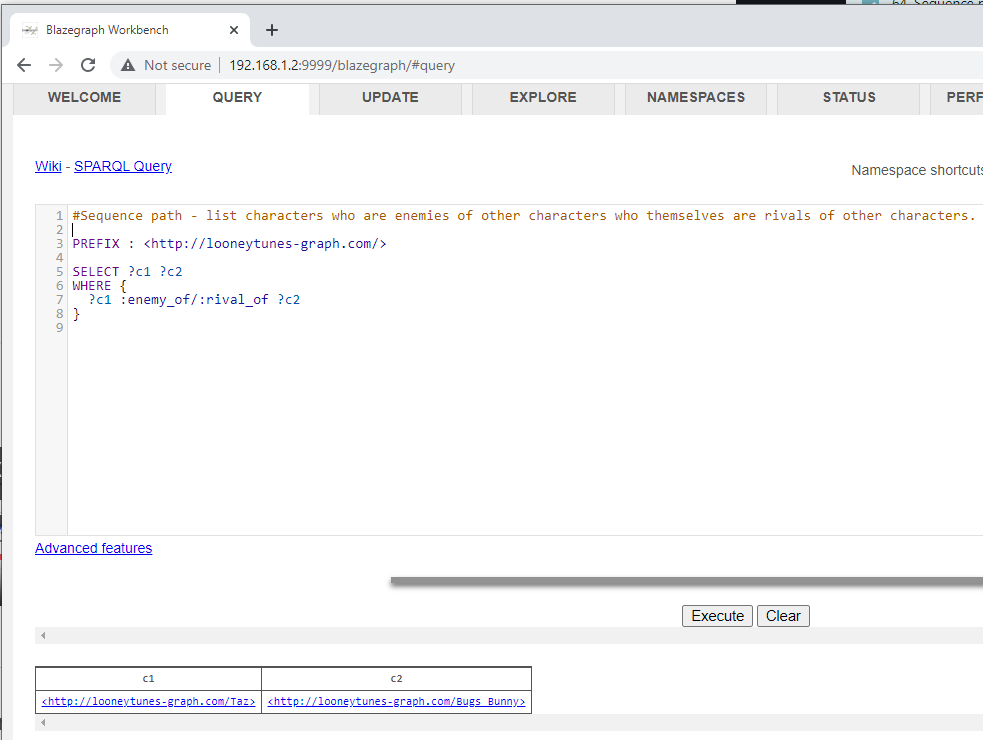 Blazegraph Workbench
Not secure 192.168.1.2:9999/blazegraph/#query
WELCOME QUERY UPDATE EXPLORE NAMESPACES STATUS PERF
Wiki - SPARQL Query
Namespace shortcuts
1 #Sequence path - list characters who are enemies of other characters who themselves are rivals of other characters.
2
3 PREFIX : <http://looneytunes-graph.com/>
4
5 SELECT ?c1 ?c2
6 WHERE {
7 ?c1 :enemy_of/:rival_of ?c2
8 }
9
Advanced features
Execute Clear
c1 c2
<http://looneytunes-graph.com/Taz> <http://looneytunes-graph.com/Bugs_Bunny>